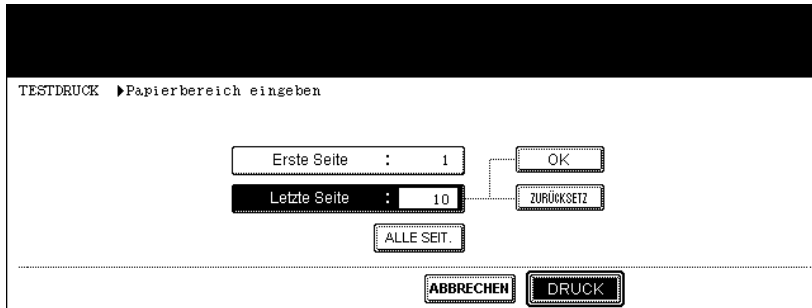 TESTDRUCK ▶Papierbereich eingeben
Erste Seite : 1 OK
Letzte Seite : 10 ZURÜCKSETZ
ALLE SEIT.
ABBRECHEN DRUCK